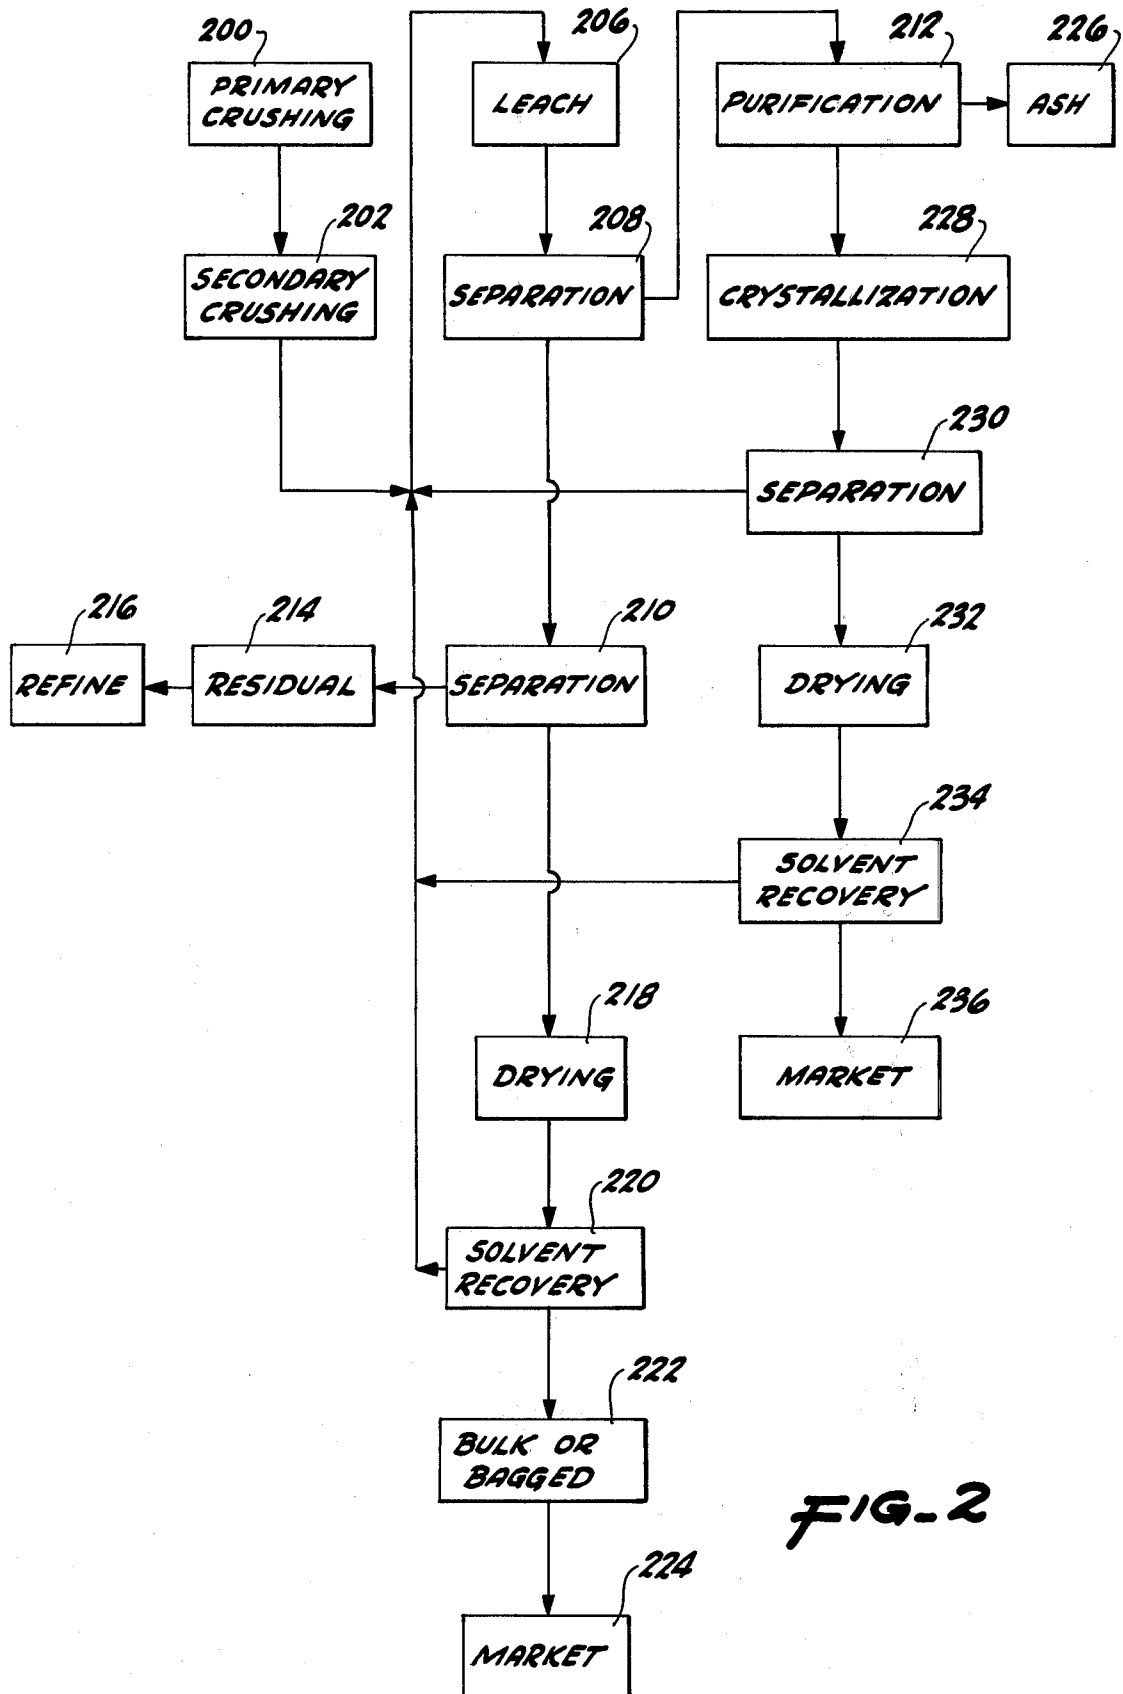 200
PRIMARY
CRUSHING
202
SECONDARY
CRUSHING
206
LEACH
208
SEPARATION
212
PURIFICATION
226
ASH
228
CRYSTALLIZATION
230
SEPARATION
216
REFINE
214
RESIDUAL
210
SEPARATION
232
DRYING
234
SOLVENT
RECOVERY
218
DRYING
236
MARKET
220
SOLVENT
RECOVERY
222
BULK OR
BAGGED
224
MARKET
FIG_2